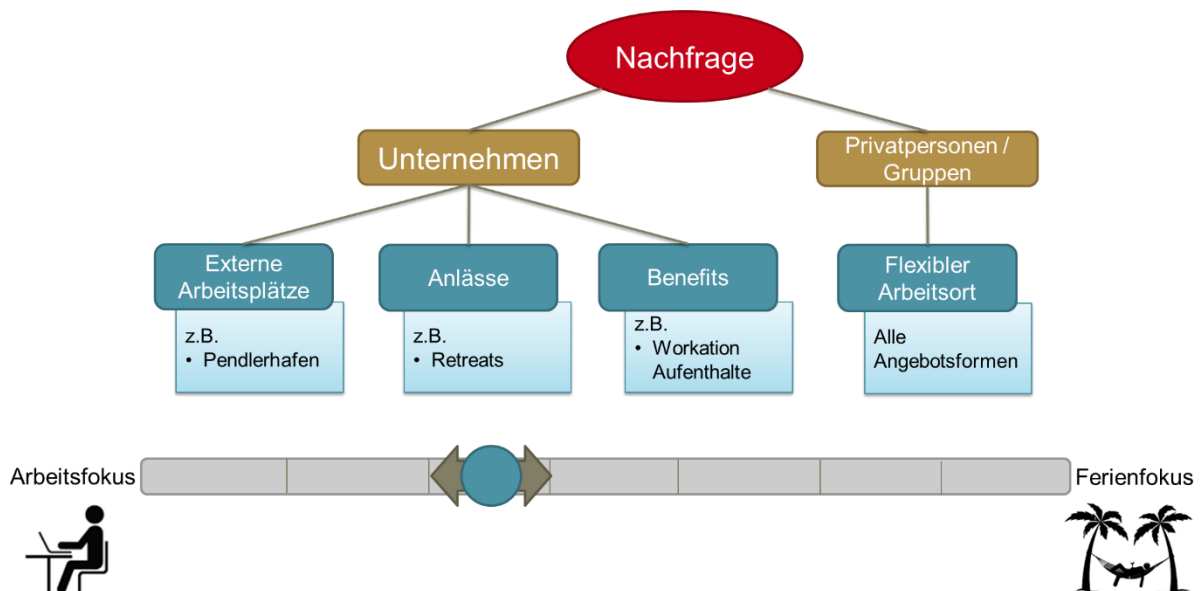 Nachfrage
Unternehmen
Privatpersonen /
Gruppen
Externe
Arbeitsplätze
z.B.
• Pendlerhafen
Anlässe
z.B.
• Retreats
Benefits
z.B.
• Workation
Aufenthalte
Flexibler
Arbeitsort
Alle
Angebotsformen
Arbeitsfokus
Ferienfokus